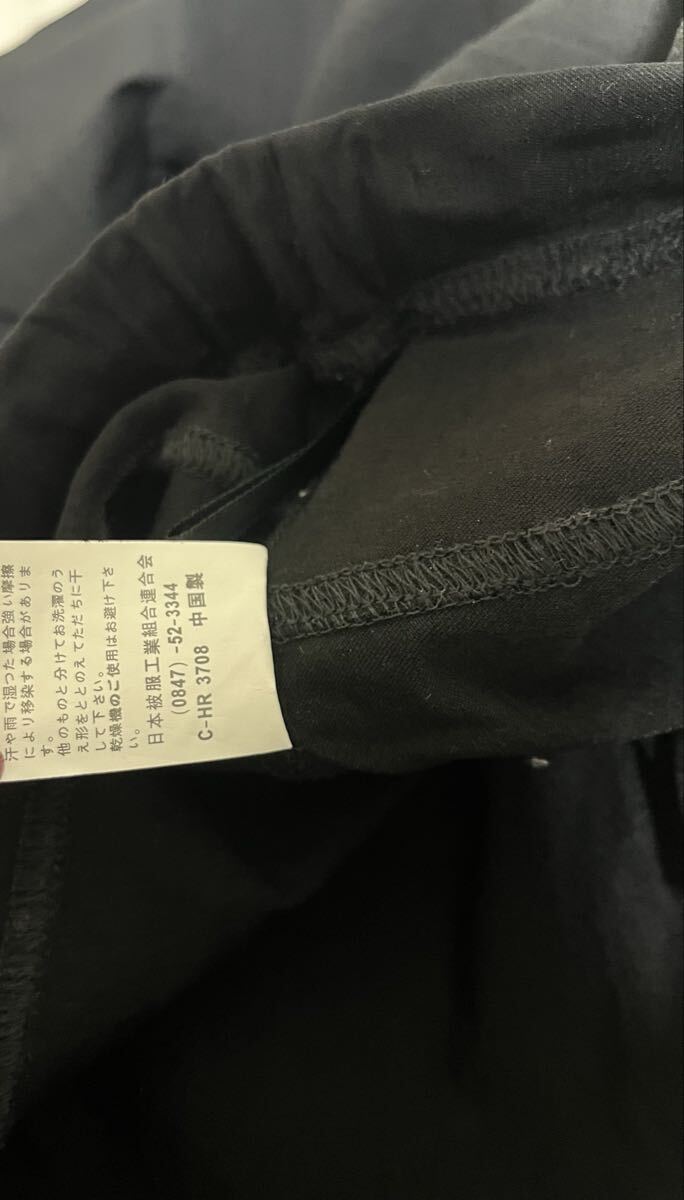 汗や雨で湿つた場合強い摩擦
により移染する場合がありま
す。
他のものと分けてお洗濯のう
え形をととのえてただちに干
して下さい。
乾燥機のご使用はお避け下さ
い。
日本被服工業組合連合会
(0847) -52-3344
C-HR 3708 中国製